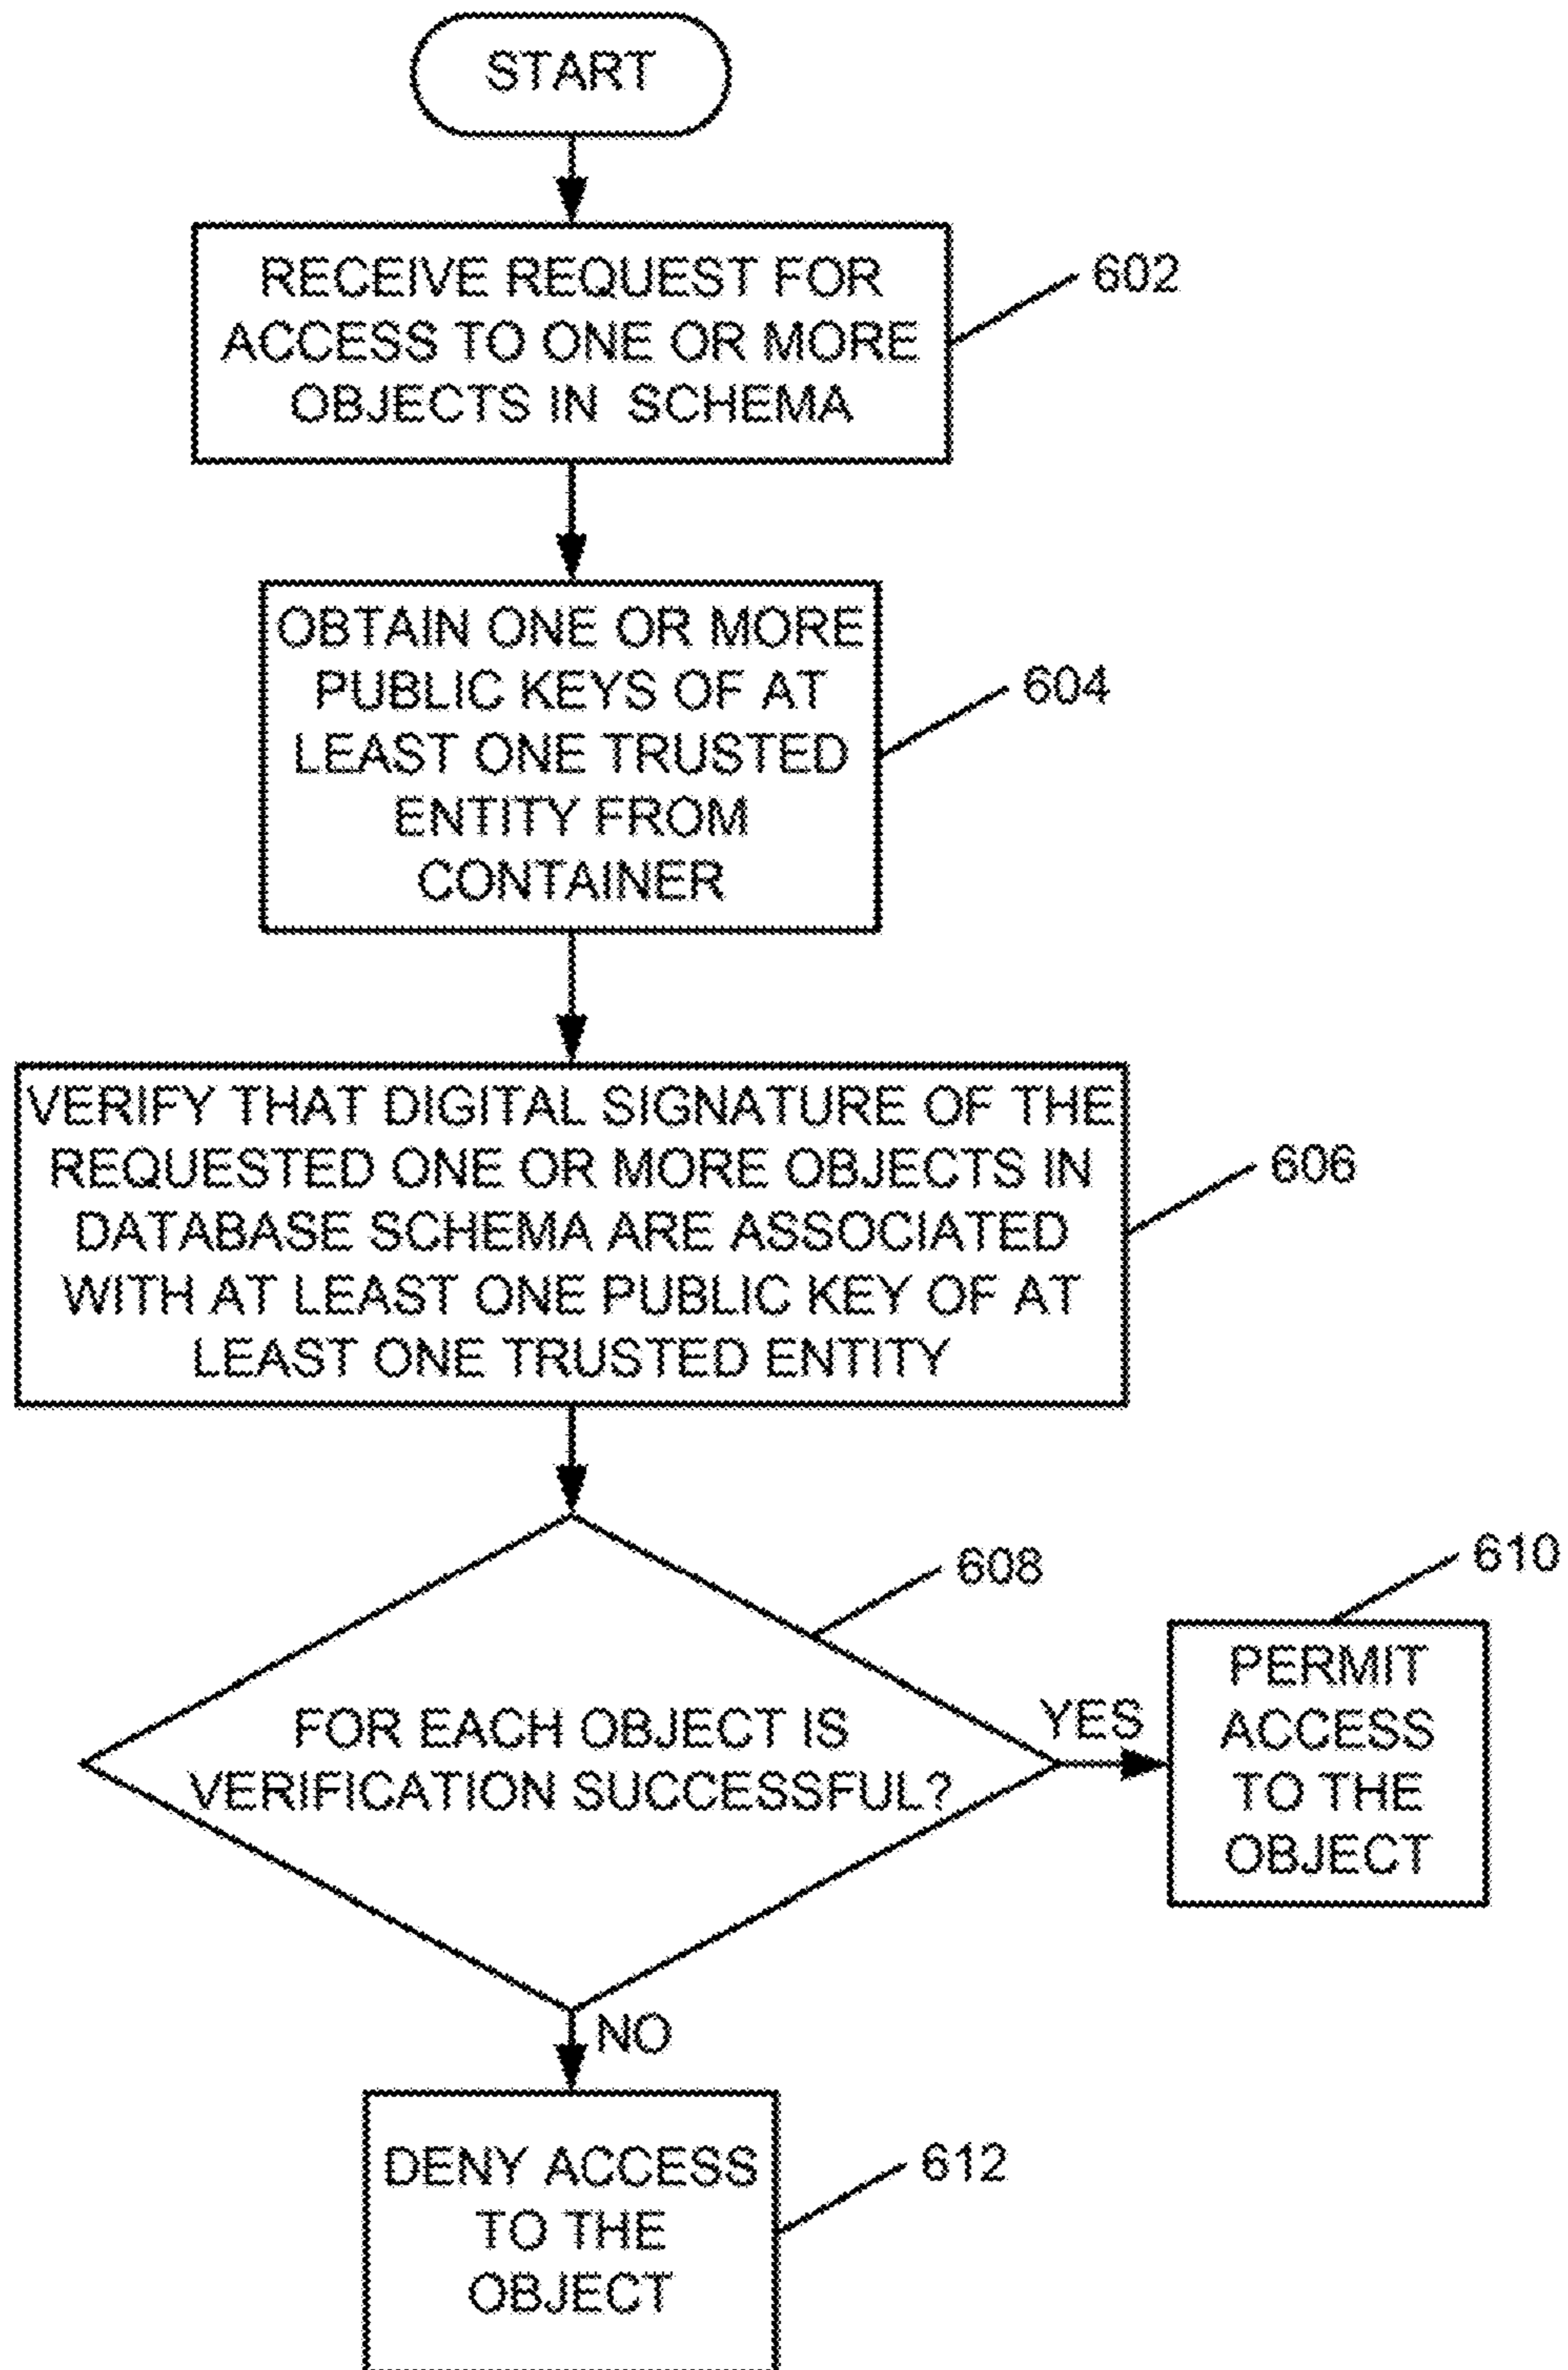 START
RECEIVE REQUEST FOR
ACCESS TO ONE OR MORE
OBJECTS IN SCHEMA
602
OBTAIN ONE OR MORE
PUBLIC KEYS OF AT
LEAST ONE TRUSTED
ENTITY FROM
CONTAINER
604
VERIFY THAT DIGITAL SIGNATURE OF THE
REQUESTED ONE OR MORE OBJECTS IN
DATABASE SCHEMA ARE ASSOCIATED
WITH AT LEAST ONE PUBLIC KEY OF AT
LEAST ONE TRUSTED ENTITY
606
FOR EACH OBJECT IS
VERIFICATION SUCCESSFUL?
608
YES
PERMIT
ACCESS
TO THE
OBJECT
610
NO
DENY ACCESS
TO THE
OBJECT
612